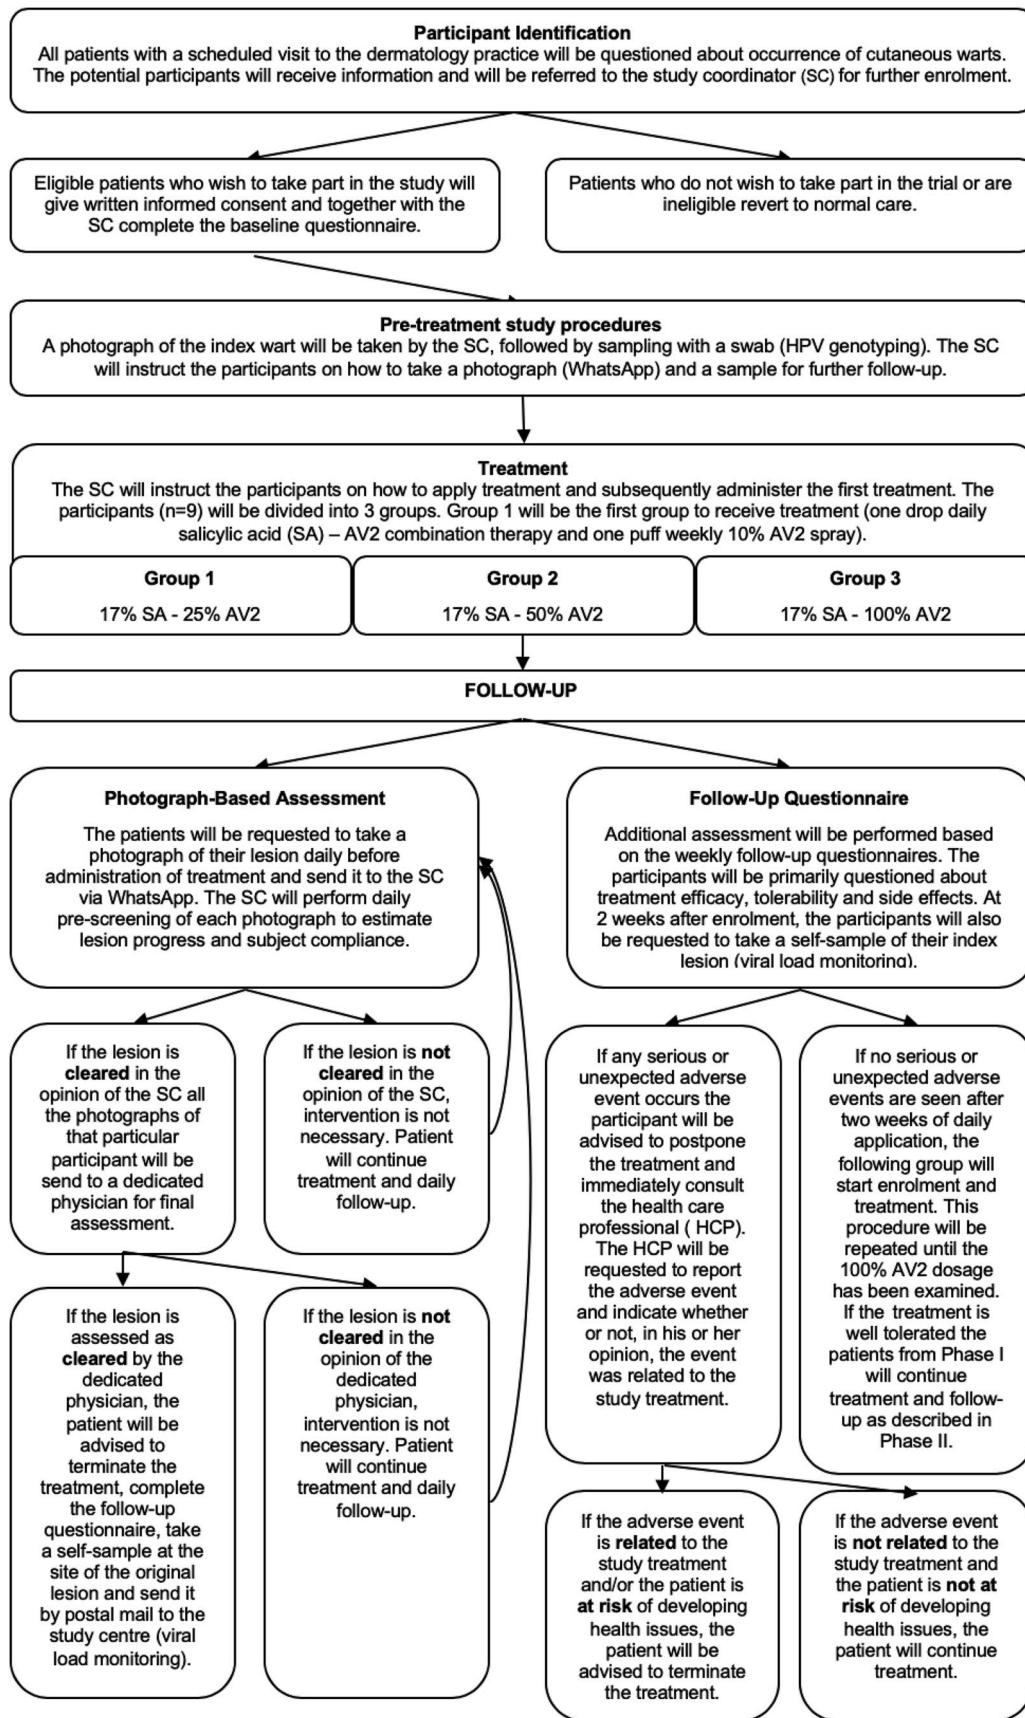 Participant Identification
All patients with a scheduled visit to the dermatology practice will be questioned about occurrence of cutaneous warts.
The potential participants will receive information and will be referred to the study coordinator (SC) for further enrolment.
Eligible patients who wish to take part in the study will
give written informed consent and together with the
SC complete the baseline questionnaire.
Patients who do not wish to take part in the trial or are
ineligible revert to normal care.
Pre-treatment study procedures
A photograph of the index wart will be taken by the SC, followed by sampling with a swab (HPV genotyping). The SC
will instruct the participants on how to take a photograph (WhatsApp) and a sample for further follow-up.
Treatment
The SC will instruct the participants on how to apply treatment and subsequently administer the first treatment. The
participants (n=9) will be divided into 3 groups. Group 1 will be the first group to receive treatment (one drop daily
salicylic acid (SA) – AV2 combination therapy and one puff weekly 10% AV2 spray).
Group 1
17% SA - 25% AV2
Group 2
17% SA - 50% AV2
Group 3
17% SA - 100% AV2
FOLLOW-UP
Photograph-Based Assessment
The patients will be requested to take a
photograph of their lesion daily before
administration of treatment and send it to the SC
via WhatsApp. The SC will perform daily
pre-screening of each photograph to estimate
lesion progress and subject compliance.
Follow-Up Questionnaire
Additional assessment will be performed based
on the weekly follow-up questionnaires. The
participants will be primarily questioned about
treatment efficacy, tolerability and side effects. At
2 weeks after enrolment, the participants will also
be requested to take a self-sample of their index
lesion (viral load monitoring).
If the lesion is
cleared in the
opinion of the SC all
the photographs of
that particular
participant will be
send to a dedicated
physician for final
assessment.
If the lesion is not
cleared in the
opinion of the SC,
intervention is not
necessary. Patient
will continue
treatment and daily
follow-up.
If any serious or
unexpected adverse
event occurs the
participant will be
advised to postpone
the treatment and
immediately consult
the health care
professional ( HCP).
The HCP will be
requested to report
the adverse event
and indicate whether
or not, in his or her
opinion, the event
was related to the
study treatment.
If no serious or
unexpected adverse
events are seen after
two weeks of daily
application, the
following group will
start enrolment and
treatment. This
procedure will be
repeated until the
100% AV2 dosage
has been examined.
If the treatment is
well tolerated the
patients from Phase I
will continue
treatment and follow-
up as described in
Phase II.
If the lesion is
assessed as
cleared by the
dedicated
physician, the
patient will be
advised to
terminate the
treatment, complete
the follow-up
questionnaire, take
a self-sample at the
site of the original
lesion and send it
by postal mail to the
study centre (viral
load monitoring).
If the lesion is not
cleared in the
opinion of the
dedicated
physician,
intervention is not
necessary. Patient
will continue
treatment and daily
follow-up.
If the adverse event
is related to the
study treatment
and/or the patient is
at risk of developing
health issues, the
patient will be
advised to terminate
the treatment.
If the adverse event
is not related to the
study treatment and
the patient is not at
risk of developing
health issues, the
patient will continue
treatment.